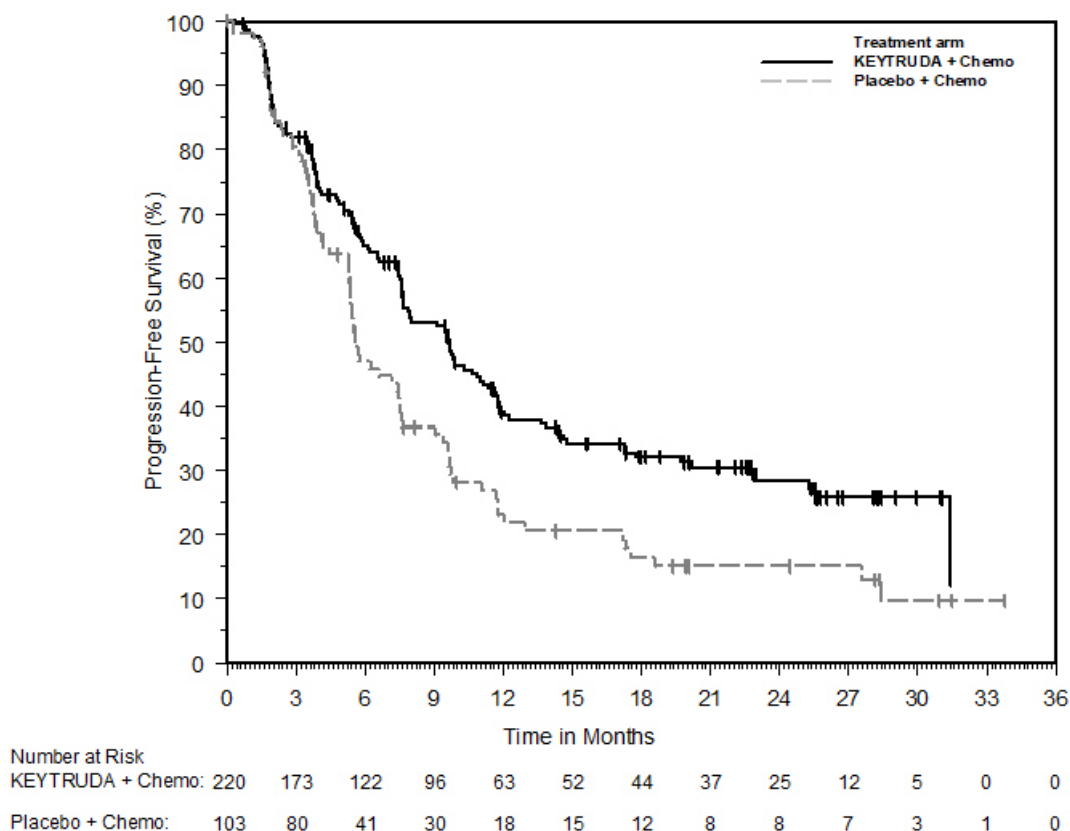 Treatment arm
KEYTRUDA + Chemo
Placebo + Chemo
Progression-Free Survival (%)
100
90
80
70
60
50
40
30
20
10
0
0 3 6 9 12 15 18 21 24 27 30 33 36
Time in Months
Number at Risk
KEYTRUDA + Chemo: 220 173 122 96 63 52 44 37 25 12 5 0 0
Placebo + Chemo: 103 80 41 30 18 15 12 8 8 7 3 1 0